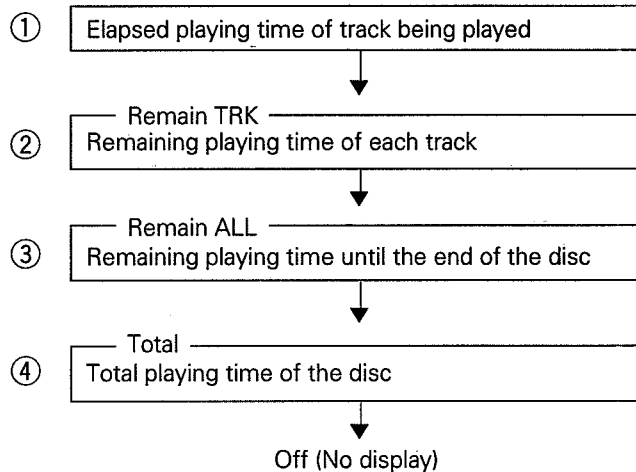 ① Elapsed playing time of track being played
Remain TRK
② Remaining playing time of each track
Remain ALL
③ Remaining playing time until the end of the disc
Total
④ Total playing time of the disc
Off (No display)